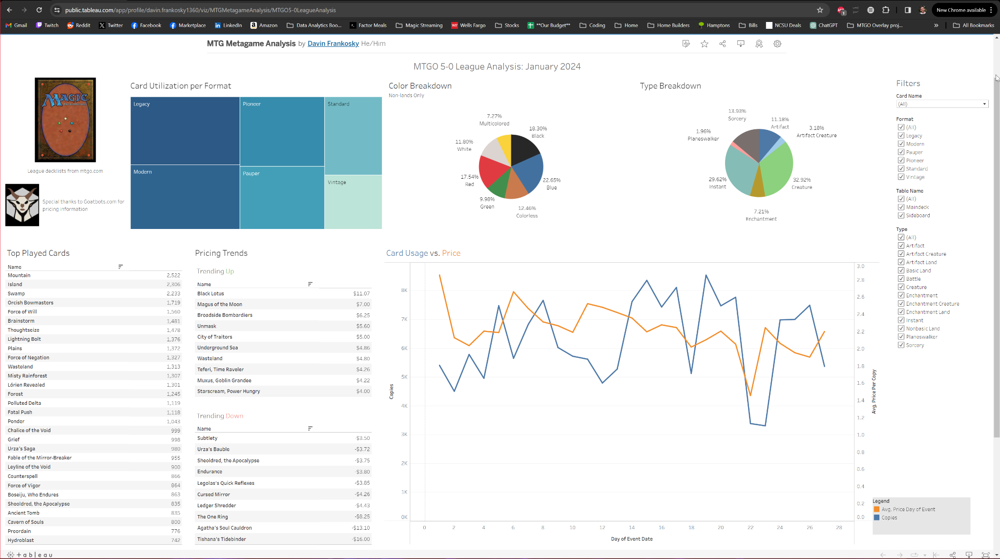 public.tableau.com/app/profile/davin.frankosky1360/viz/MTGMetagameAnalysis/MTGO5-0LeagueAnalysis
1
New Chrome available
Gmail
Twitch
Reddit
Twitter
Facebook
Marketplace
LinkedIn
Amazon
Data Analytics Boo...
Factor Meals
Magic Streaming
Wells Fargo
Stocks
**Our Budget**
Coding
Home
Home Builders
Hamptons
Bills
NCSU Deals
ChatGPT
MTGO Overlay proj...
»
All Bookmarks
MTG Metagame Analysis by Davin Frankosky He/Him
MTGO 5-0 League Analysis: January 2024
MAGIC
The Gathering
League decklists from mtgo.com
Special thanks to Goatbots.com for
pricing information
Card Utilization per Format
Legacy
Pioneer
Standard
Modern
Pauper
Vintage
Color Breakdown
Non-lands Only
7.27%
Multicolored
18.30%
Black
11.80%
White
17.54%
Red
22.65%
Blue
9.98%
Green
12.46%
Colorless
Type Breakdown
13.93%
Sorcery
11.18%
Artifact
3.18%
Artifact Creature
1.96%
Planeswalker
29.62%
Instant
32.92%
Creature
7.21%
Enchantment
Filters
Card Name
(All)
Format
(All)
Legacy
Modern
Pauper
Pioneer
Standard
Vintage
Table Name
(All)
Maindeck
Sideboard
Type
(All)
Artifact
Artifact Creature
Artifact Land
Basic Land
Battle
Creature
Enchantment
Enchantment Creature
Enchantment Land
Instant
Nonbasic Land
Planeswalker
Sorcery
Top Played Cards
Name
Mountain 2,522
Island 2,306
Swamp 2,233
Orcish Bowmasters 1,719
Force of Will 1,560
Brainstorm 1,481
Thoughtseize 1,478
Lightning Bolt 1,376
Plains 1,372
Force of Negation 1,327
Wasteland 1,313
Misty Rainforest 1,307
Lórien Revealed 1,301
Forest 1,245
Polluted Delta 1,119
Fatal Push 1,118
Ponder 1,043
Chalice of the Void 999
Grief 998
Urza's Saga 980
Fable of the Mirror-Breaker 955
Leyline of the Void 900
Counterspell 866
Force of Vigor 864
Boseiju, Who Endures 863
Sheoldred, the Apocalypse 835
Ancient Tomb 835
Cavern of Souls 800
Preordain 776
Hydroblast 742
Pricing Trends
Trending Up
Name
Black Lotus $11.07
Magus of the Moon $7.00
Broadside Bombardiers $6.25
Unmask $5.60
City of Traitors $5.00
Underground Sea $4.86
Wasteland $4.80
Teferi, Time Raveler $4.26
Muxus, Goblin Grandee $4.22
Starscream, Power Hungry $4.00
Trending Down
Name
Subtlety -$3.50
Urza's Bauble -$3.72
Sheoldred, the Apocalypse -$3.75
Endurance -$3.80
Legolas's Quick Reflexes -$3.85
Cursed Mirror -$4.26
Ledger Shredder -$4.43
The One Ring -$8.25
Agatha's Soul Cauldron -$13.10
Tishana's Tidebinder -$16.00
Card Usage vs. Price
Copies
8K
7K
6K
5K
4K
3K
2K
1K
0K
0 2 4 6 8 10 12 14 16 18 20 22 24 26 28
Day of Event Date
3.0
2.8
2.6
2.4
2.2
2.0
1.8
1.6
1.4
1.2
1.0
0.8
0.6
0.4
0.2
0.0
Avg. Price Per Copy
Legend
Avg. Price Day of Event
Copies
+ a b l e a u